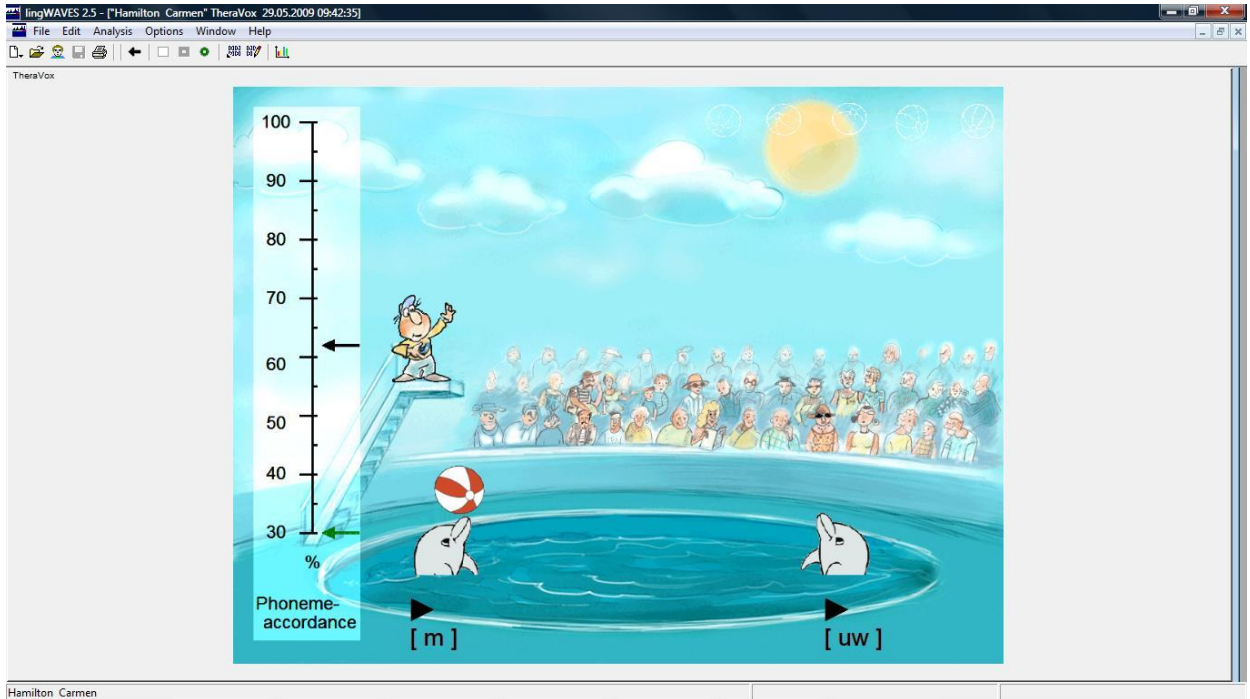 lingWAVES 2.5 - ["Hamilton Carmen" TheraVox 29.05.2009 09:42:35]
File Edit Analysis Options Window Help
TheraVox
100
90
80
70
60
50
40
30
%
Phoneme-
accordance
[ m ]
[ uw ]
Hamilton Carmen